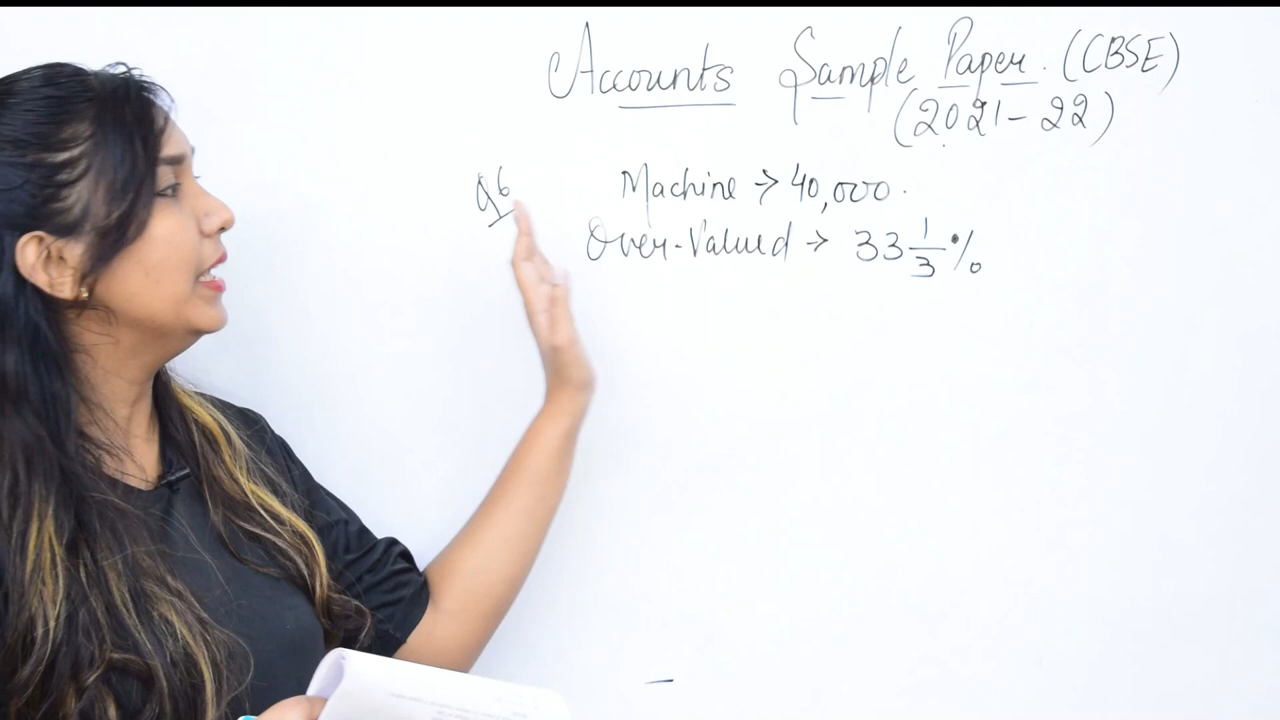 Accounts Sample Paper. (CBSE)
(2021-22)
Q6 Machine → 40,000.
Over-Valued → 33 1/3 %